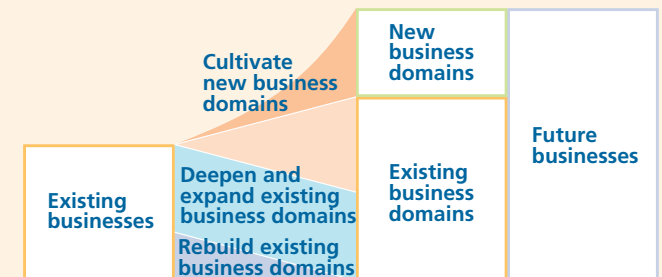 Existing
businesses
Cultivate
new business
domains
Deepen and
expand existing
business domains
Rebuild existing
business domains
New
business
domains
Existing
business
domains
Future
businesses